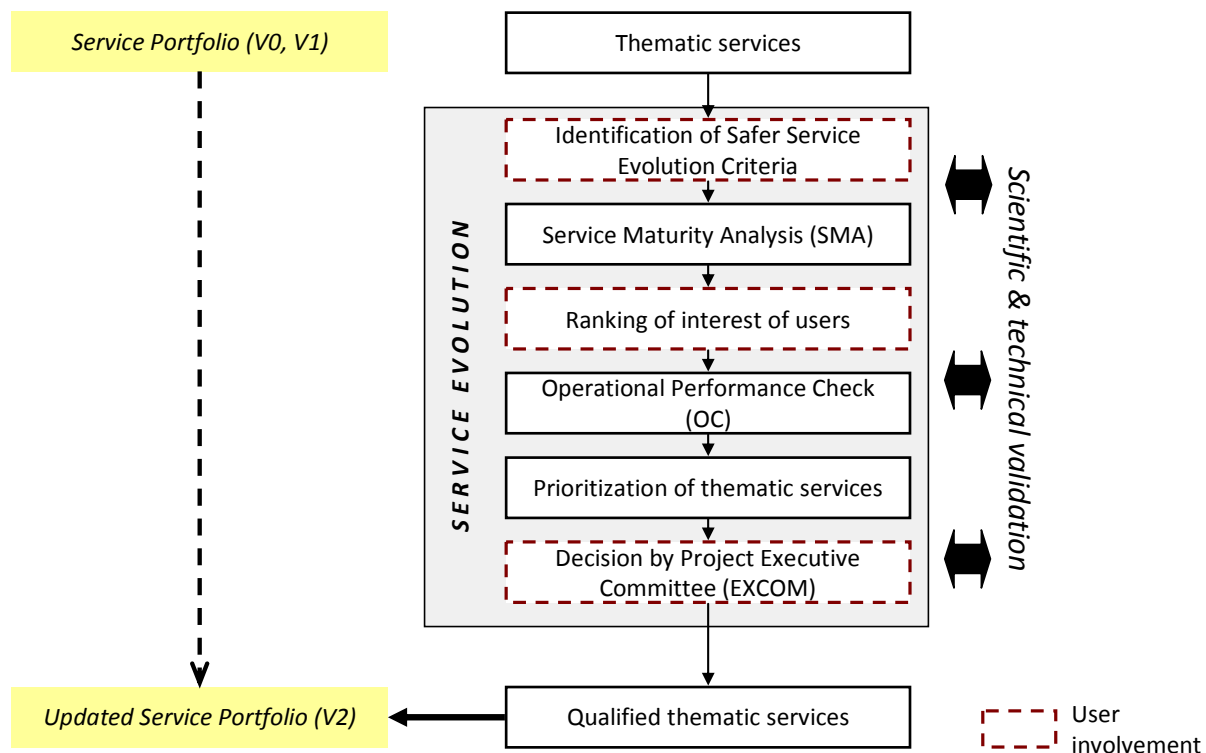 Service Portfolio (V0, V1)
Thematic services
Identification of Safer Service
Evolution Criteria
Service Maturity Analysis (SMA)
Ranking of interest of users
Operational Performance Check
(OC)
Prioritization of thematic services
Decision by Project Executive
Committee (EXCOM)
SERVICE EVOLUTION
Scientific & technical validation
Updated Service Portfolio (V2)
Qualified thematic services
User
involvement